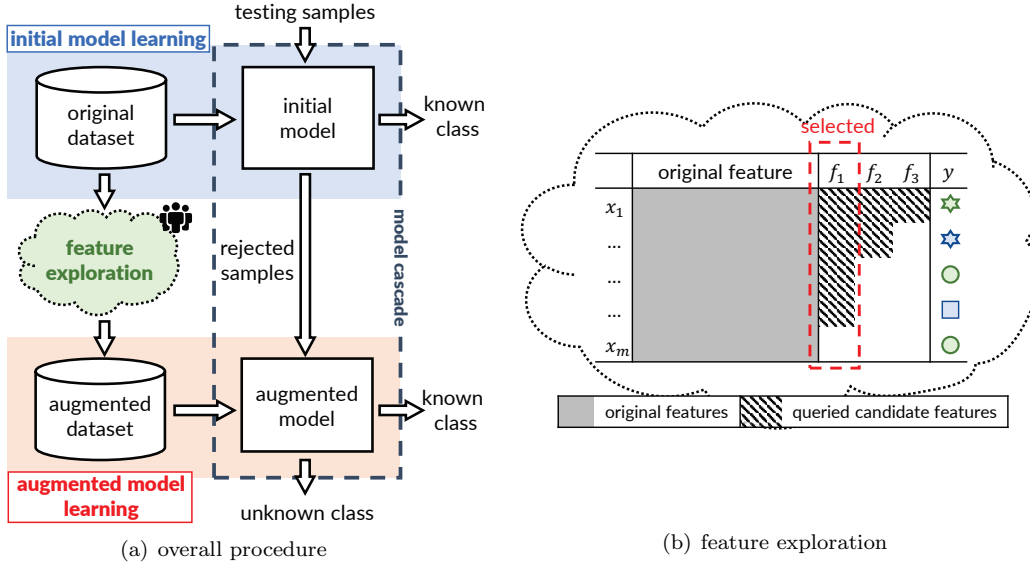 testing samples
initial model learning
original
dataset
initial
model
known
class
feature
exploration
rejected
samples
model cascade
augmented
dataset
augmented
model
known
class
augmented model
learning
unknown class
(a) overall procedure
selected
original feature f1 f2 f3 y
x1
...
...
...
xm
original features queried candidate features
(b) feature exploration